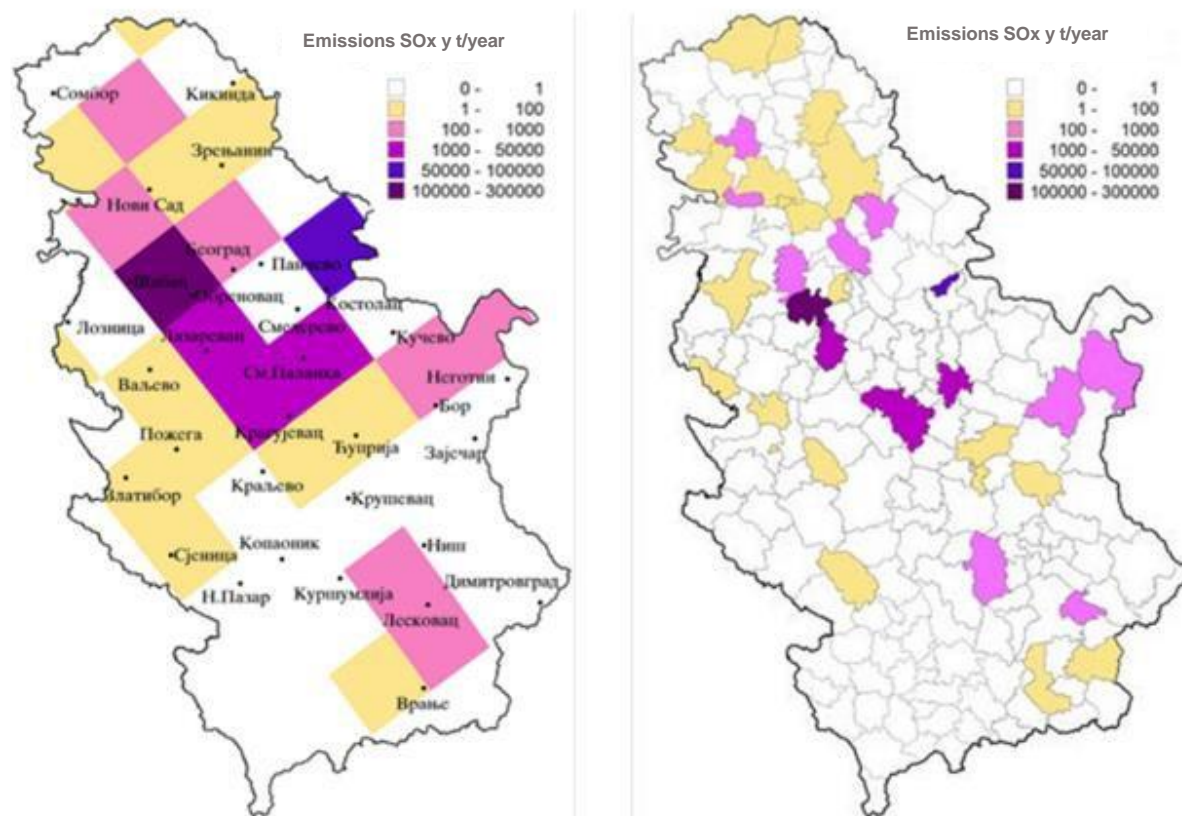 Emissions SOx y t/year
0 - 1
1 - 100
100 - 1000
1000 - 50000
50000 - 100000
100000 - 300000
Сомбор
Кикинда
Зрењанин
Нови Сад
Београд
Панчево
Шабац
Обреновац
Костолац
Лозница
Лазаревац
Смедерево
Кучево
Ваљево
См.Паланка
Неготин
Бор
Пожега
Крагујевац
Ћуприја
Зајечар
Златибор
Краљево
Крушевац
Сјеница
Копаоник
Ниш
Н.Пазар
Куршумлија
Димитровград
Лесковац
Врање
Emissions SOx y t/year
0 - 1
1 - 100
100 - 1000
1000 - 50000
50000 - 100000
100000 - 300000